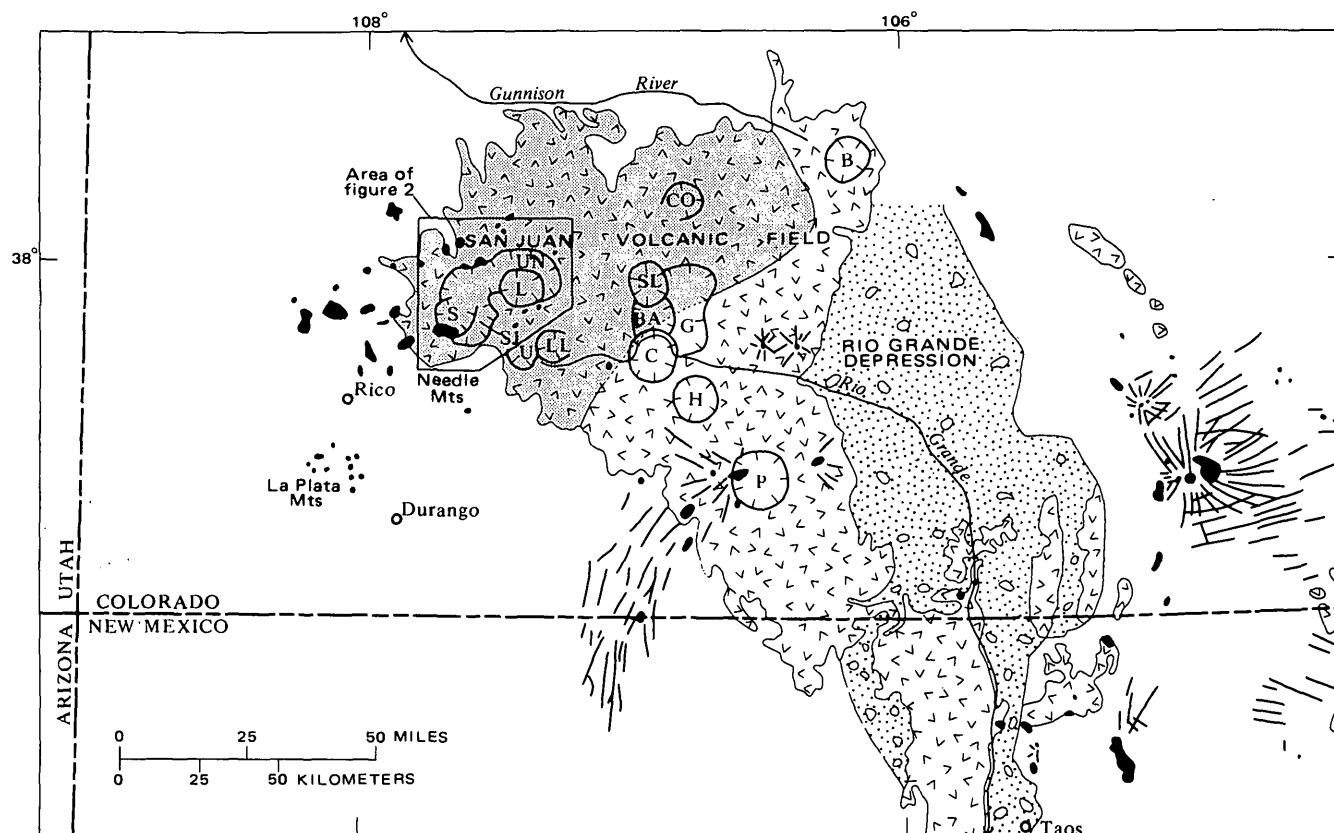 108°
106°
Gunnison River
B
Area of
figure 2
CO
SAN JUAN VOLCANIC FIELD
38°
UN
SL
L
S
BA
G
RIO GRANDE
DEPRESSION
SJ
U
LL
C
Needle
Mts
Rio Grande
Rico
H
P
La Plata
Mts
Durango
UTAH
COLORADO
NEW MEXICO
ARIZONA
0 25 50 MILES
0 25 50 KILOMETERS
Taos